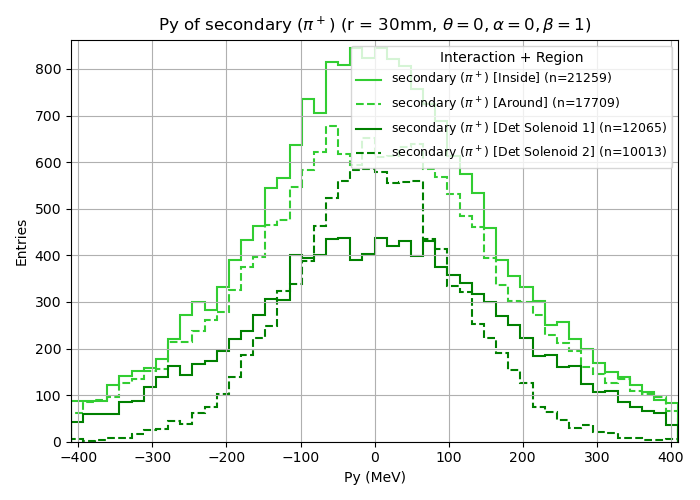 Py of secondary (π⁺) (r = 30mm, θ = 0, α = 0, β = 1)
Interaction + Region
secondary (π⁺) [Inside] (n=21259)
secondary (π⁺) [Around] (n=17709)
secondary (π⁺) [Det Solenoid 1] (n=12065)
secondary (π⁺) [Det Solenoid 2] (n=10013)
Entries
800
700
600
500
400
300
200
100
0
−400 −300 −200 −100 0 100 200 300 400
Py (MeV)